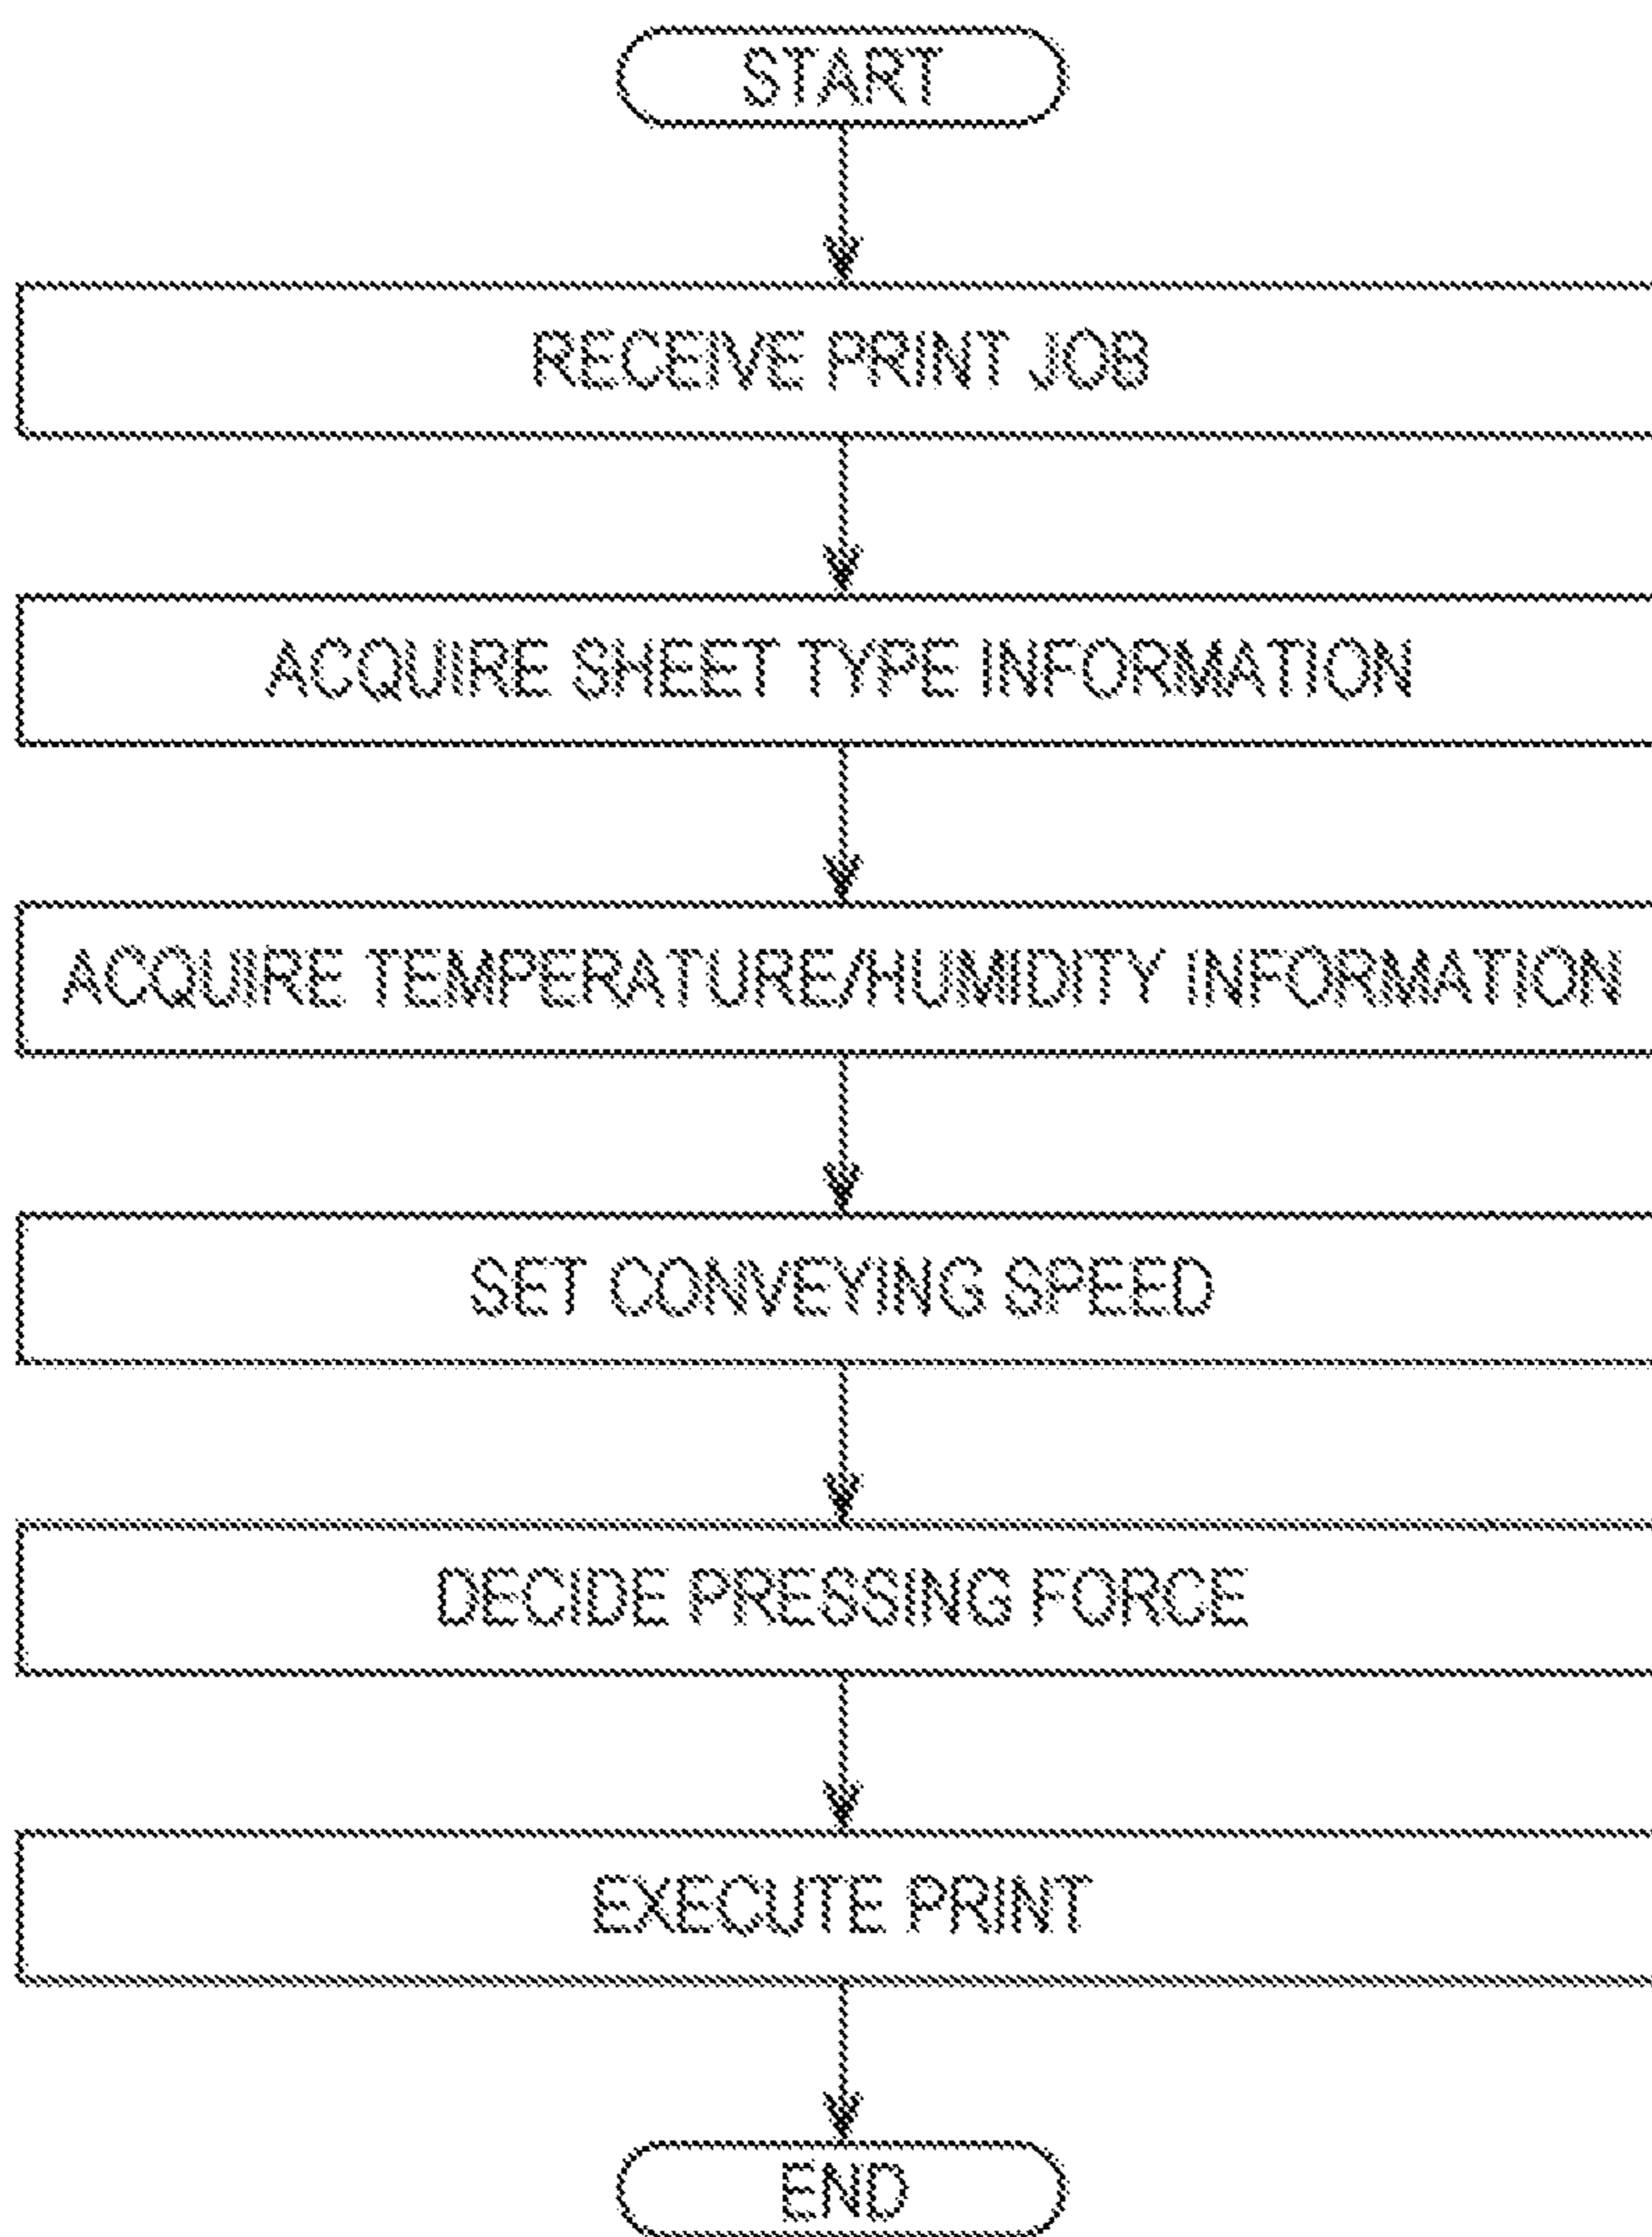 START
RECEIVE PRINT JOB
ACQUIRE SHEET TYPE INFORMATION
ACQUIRE TEMPERATURE/HUMIDITY INFORMATION
SET CONVEYING SPEED
DECIDE PRESSING FORCE
EXECUTE PRINT
END